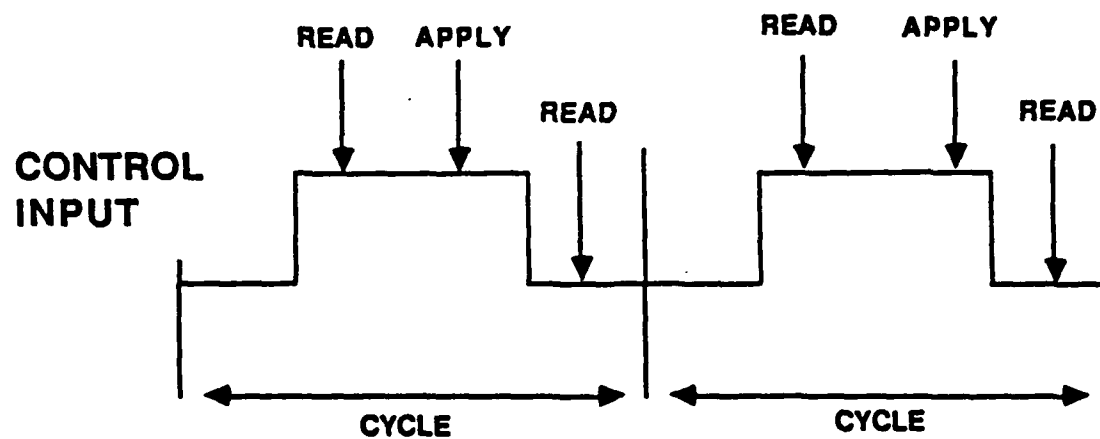 READ APPLY READ APPLY
READ READ
CONTROL
INPUT
CYCLE CYCLE